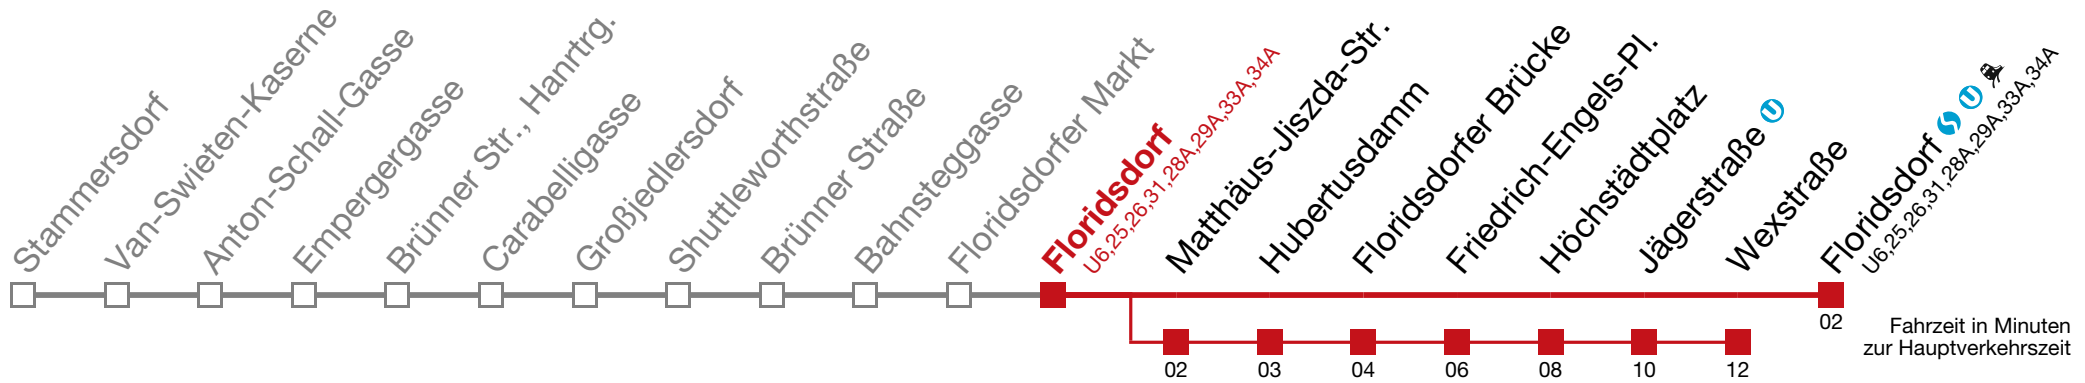 Stammersdorf
Van-Swieten-Kaserne
Anton-Schall-Gasse
Empergergasse
Brünner Str., Hanrtrg.
Carabelligasse
Großjedlersdorf
Shuttleworthstraße
Brünner Straße
Bahnsteggasse
Floridsdorfer Markt
Floridsdorf
U6,25,26,31,28A,29A,33A,34A
Matthäus-Jiszda-Str.
Hubertusdamm
Floridsdorfer Brücke
Friedrich-Engels-Pl.
Höchstädtplatz
Jägerstraße U
Wexstraße
Floridsdorf S U
U6,25,26,31,28A,29A,33A,34A
02
Fahrzeit in Minuten
zur Hauptverkehrszeit
02 03 04 06 08 10 12